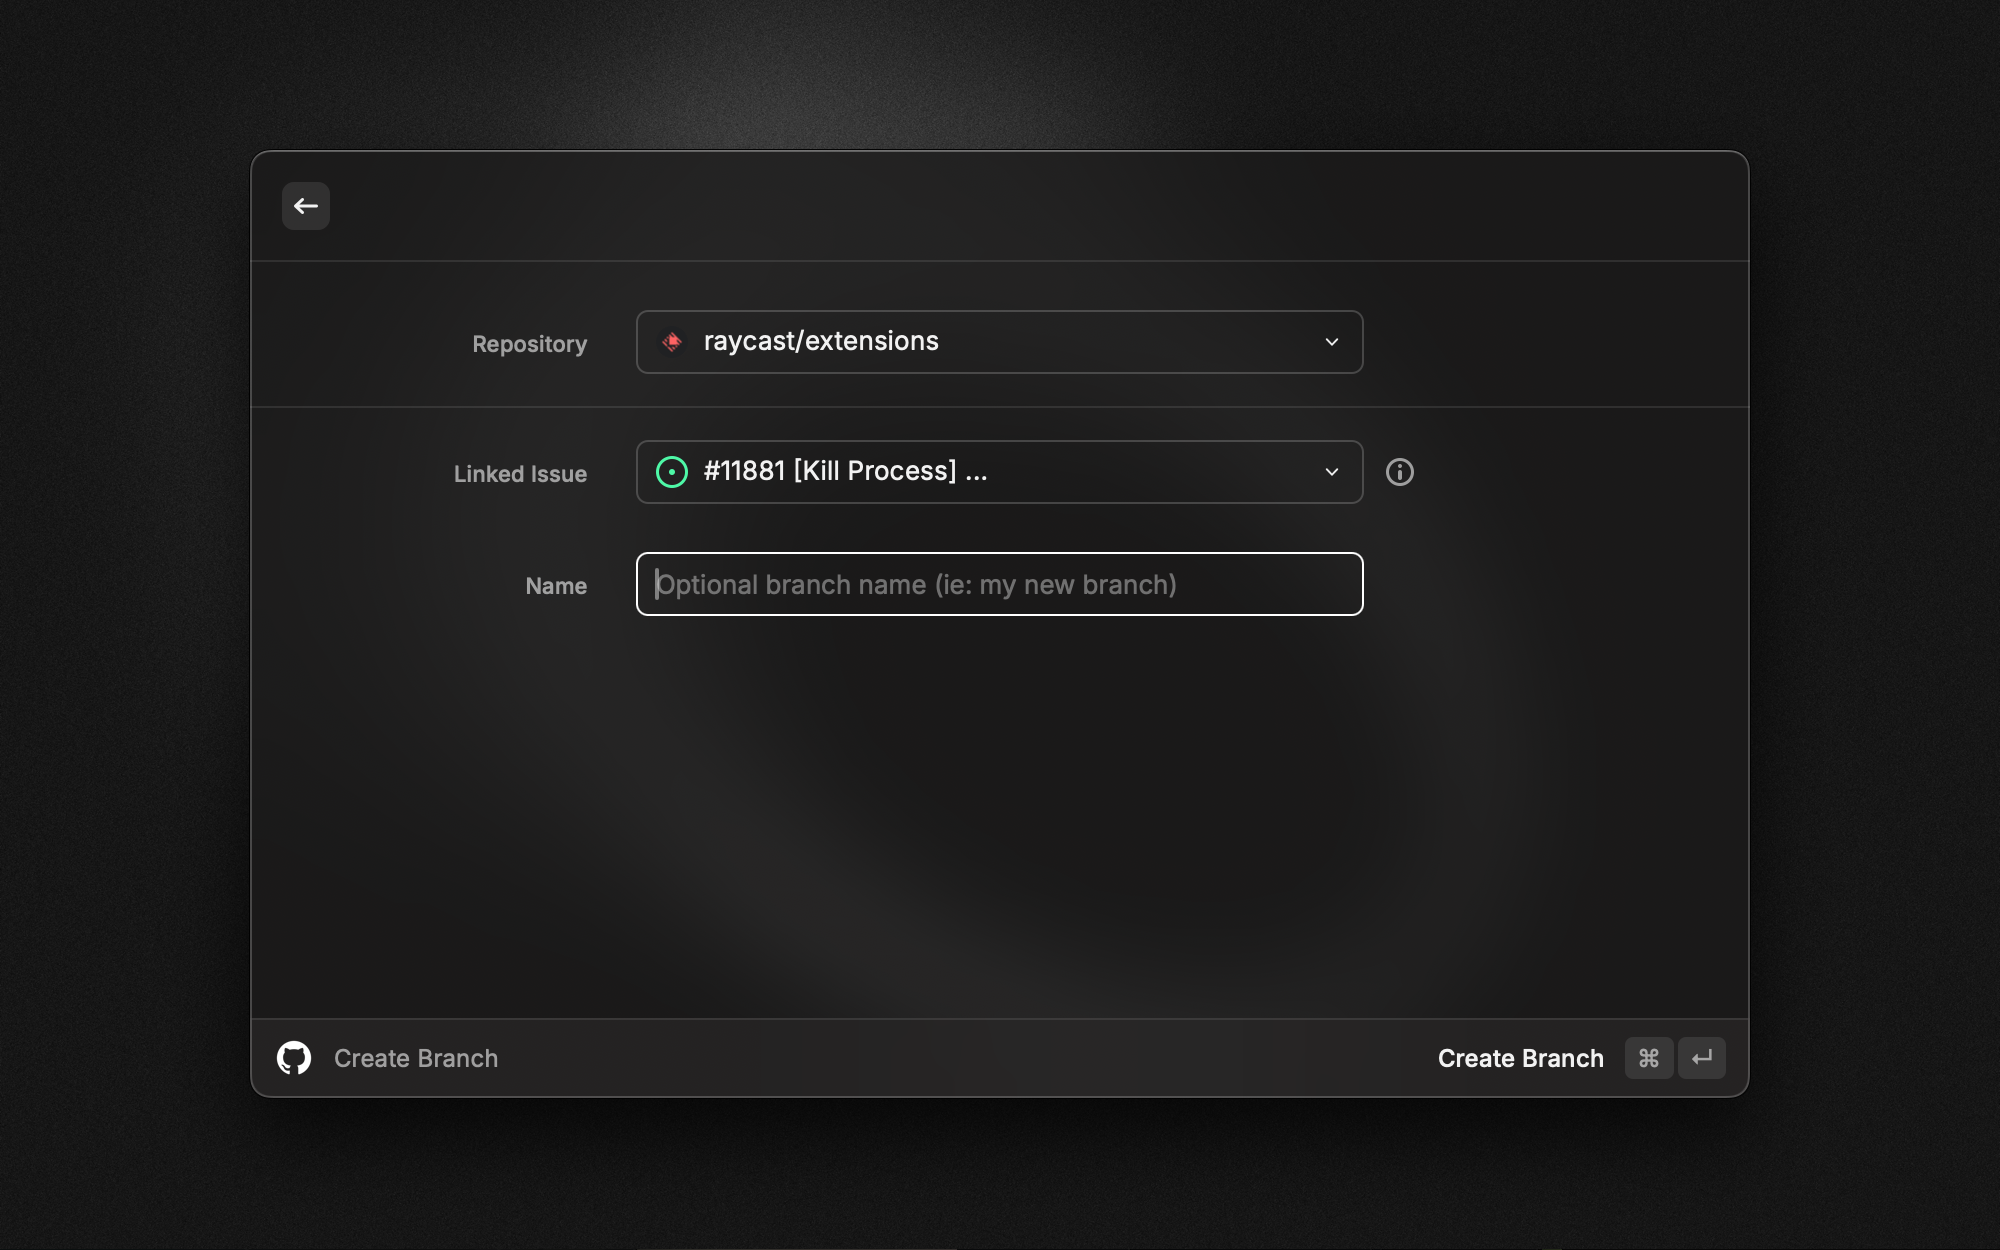 Repository
raycast/extensions
Linked Issue
#11881 [Kill Process] ...
Name
Optional branch name (ie: my new branch)
Create Branch
Create Branch ⌘ ↵